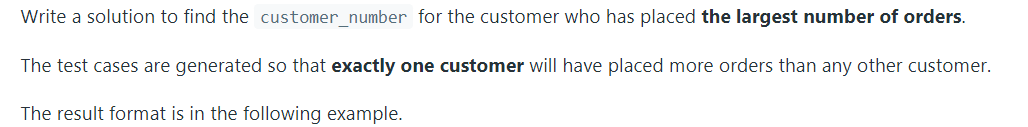 Write a solution to find the customer_number for the customer who has placed the largest number of orders.
The test cases are generated so that exactly one customer will have placed more orders than any other customer.
The result format is in the following example.